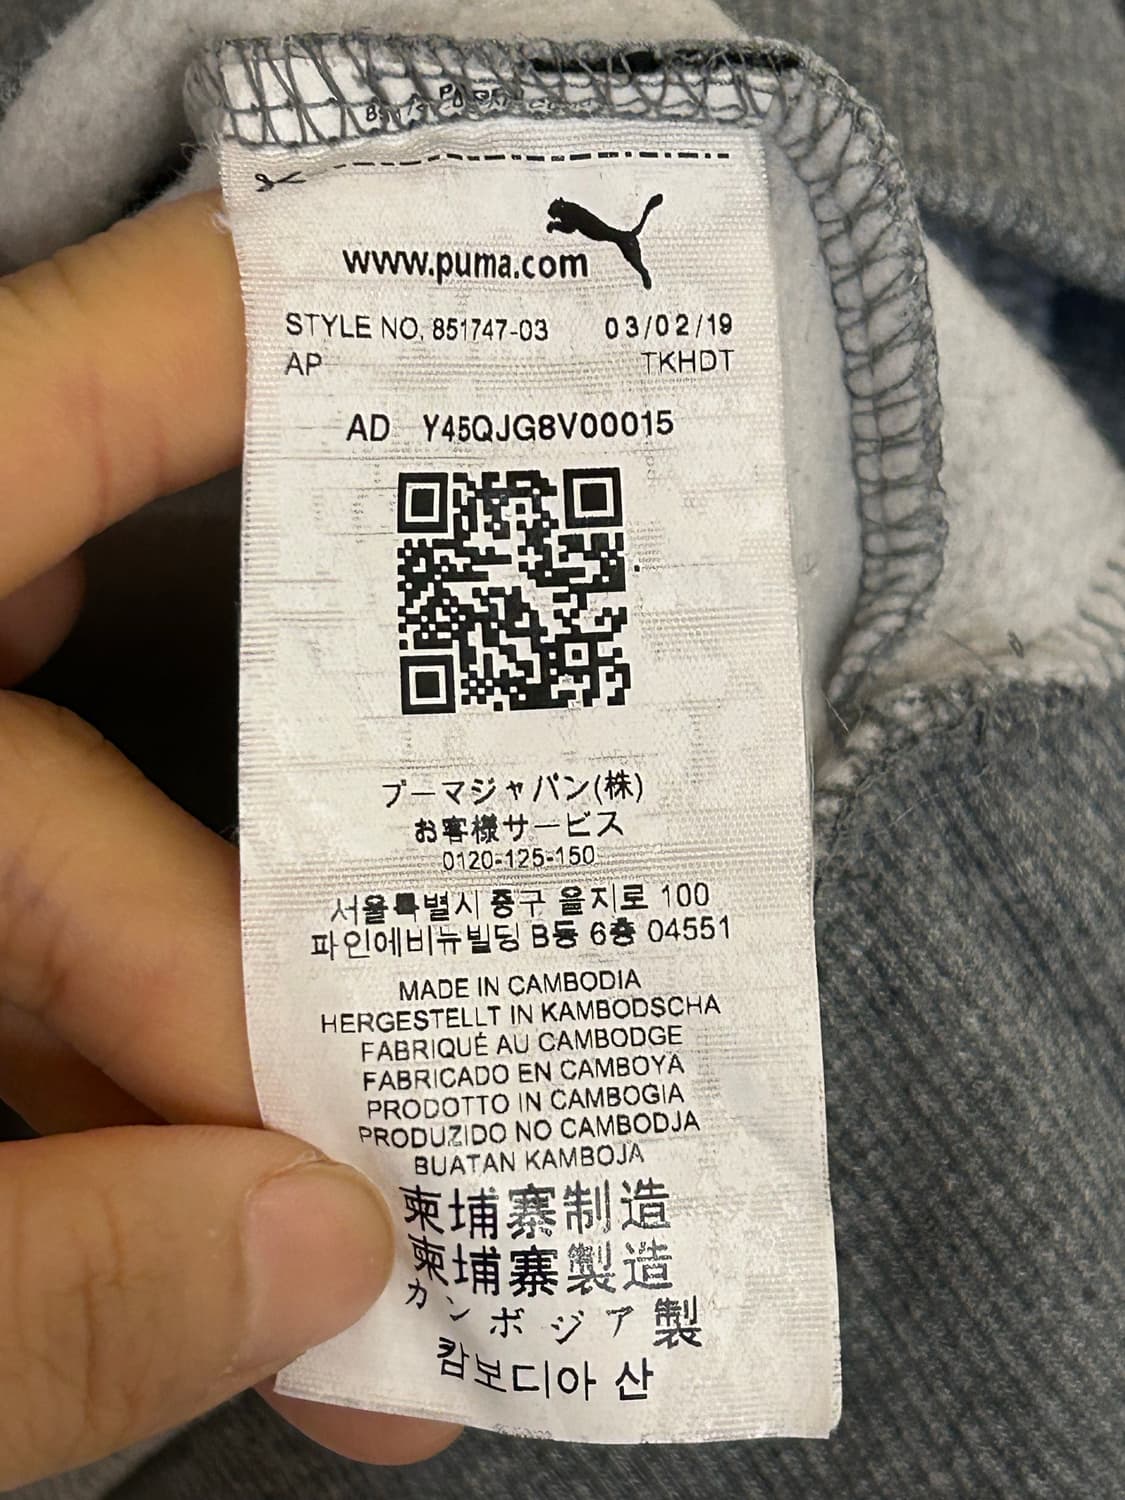 www.puma.com
STYLE NO. 851747-03 03/02/19
AP TKHDT
AD Y45QJG8V00015
プーマジャパン(株)
お客様サービス
0120-125-150
서울특별시 중구 을지로 100
파인에비뉴빌딩 B동 6층 04551
MADE IN CAMBODIA
HERGESTELLT IN KAMBODSCHA
FABRIQUÉ AU CAMBODGE
FABRICADO EN CAMBOYA
PRODOTTO IN CAMBOGIA
PRODUZIDO NO CAMBODJA
BUATAN KAMBOJA
柬埔寨制造
柬埔寨製造
カンボジア製
캄보디아 산